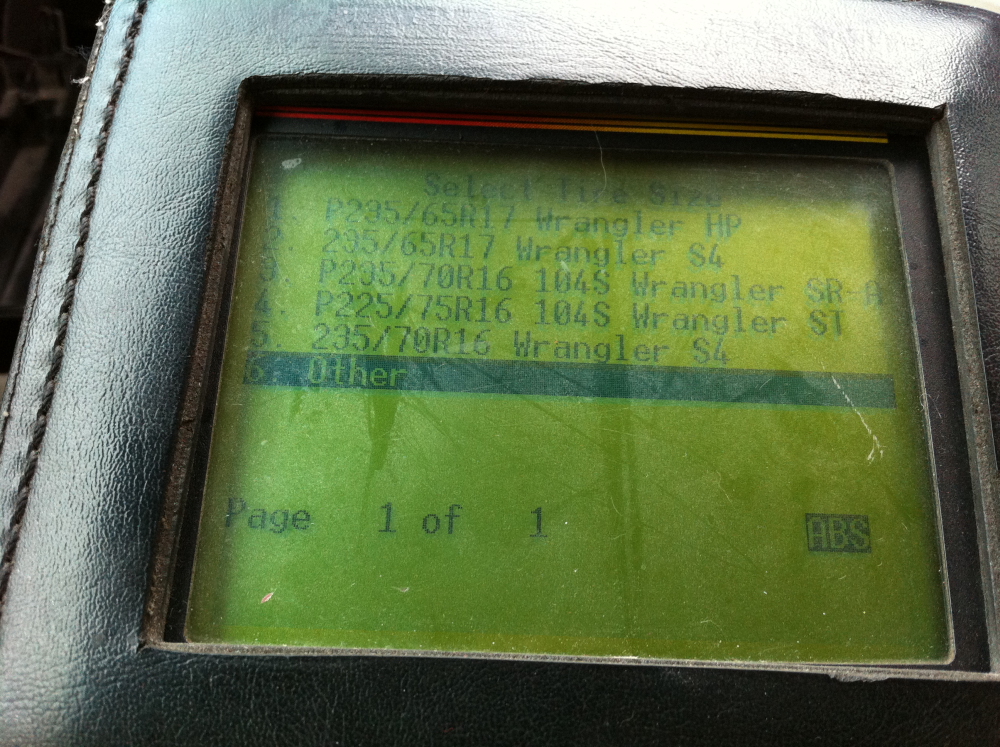 Select Tire Size
1. P235/65R17 Wrangler HP
2. 235/65R17 Wrangler S4
3. P235/70R16 104S Wrangler SR-A
4. P225/75R16 104S Wrangler ST
5. 235/70R16 Wrangler S4
6. Other
Page 1 of 1
ABS